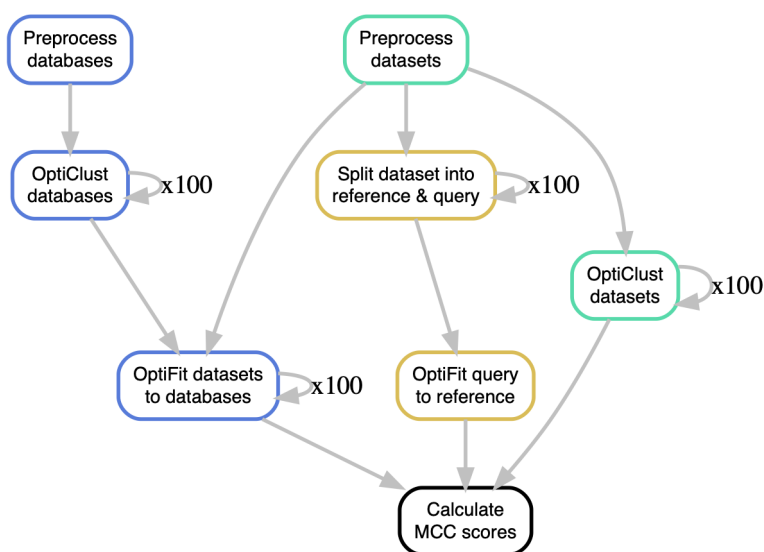 Preprocess
databases
Preprocess
datasets
OptiClust
databases
x100
Split dataset into
reference & query
x100
OptiClust
datasets
x100
OptiFit datasets
to databases
x100
OptiFit query
to reference
Calculate
MCC scores